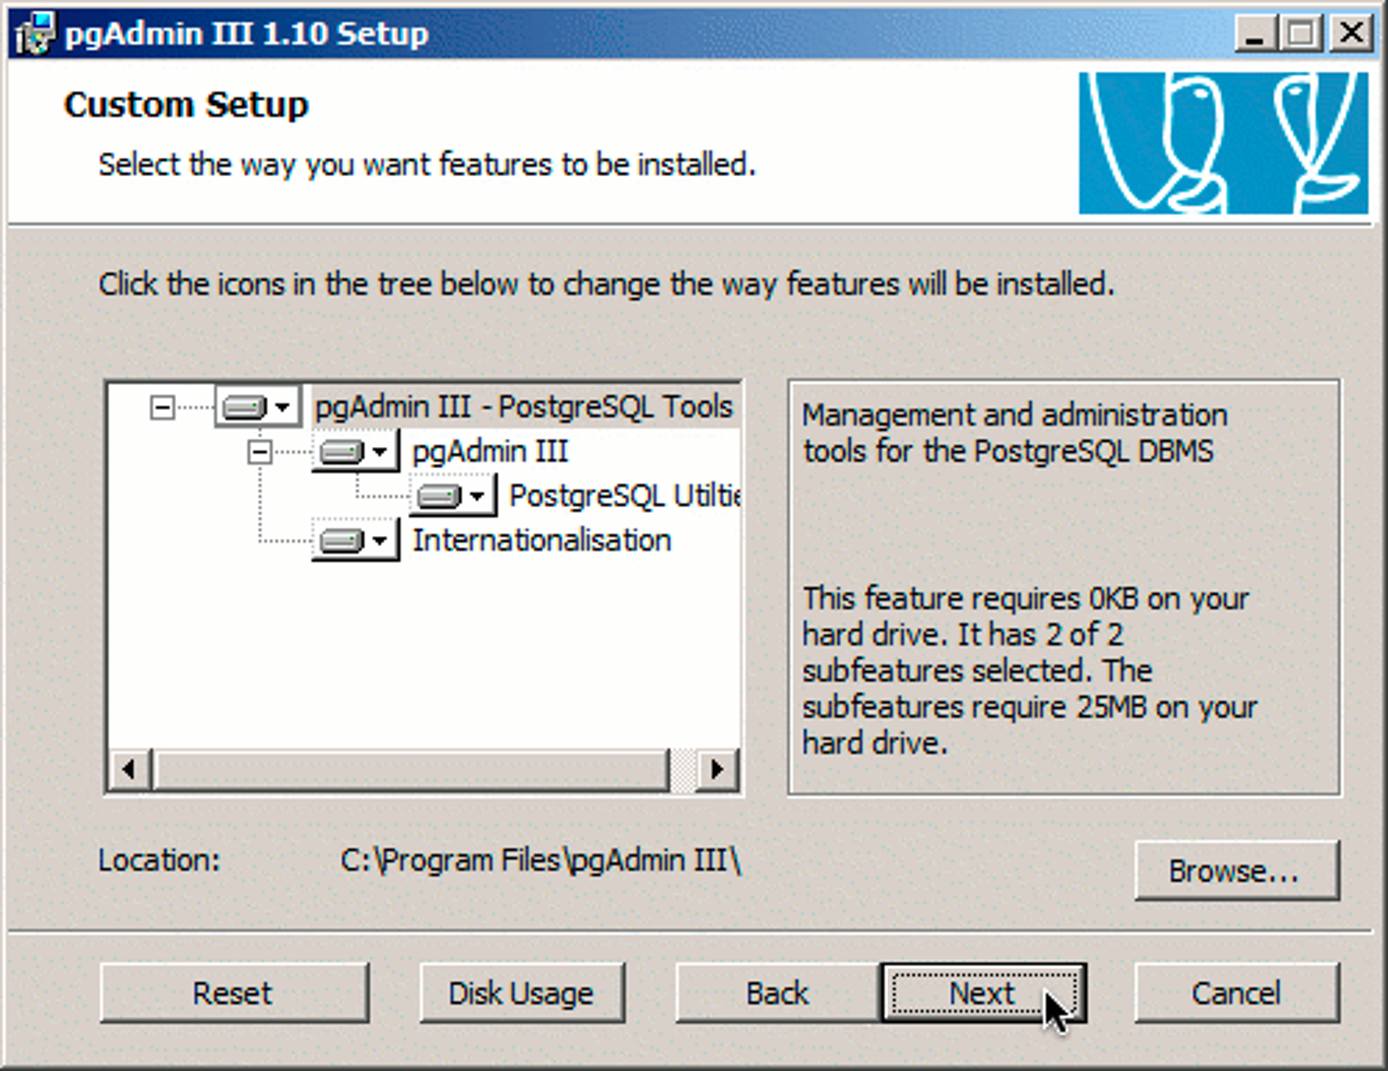 pgAdmin III 1.10 Setup
Custom Setup
Select the way you want features to be installed.
Click the icons in the tree below to change the way features will be installed.
pgAdmin III - PostgreSQL Tools
pgAdmin III
PostgreSQL Utiltie
Internationalisation
Management and administration
tools for the PostgreSQL DBMS
This feature requires 0KB on your
hard drive. It has 2 of 2
subfeatures selected. The
subfeatures require 25MB on your
hard drive.
Location: C:\Program Files\pgAdmin III\
Browse...
Reset Disk Usage Back Next Cancel